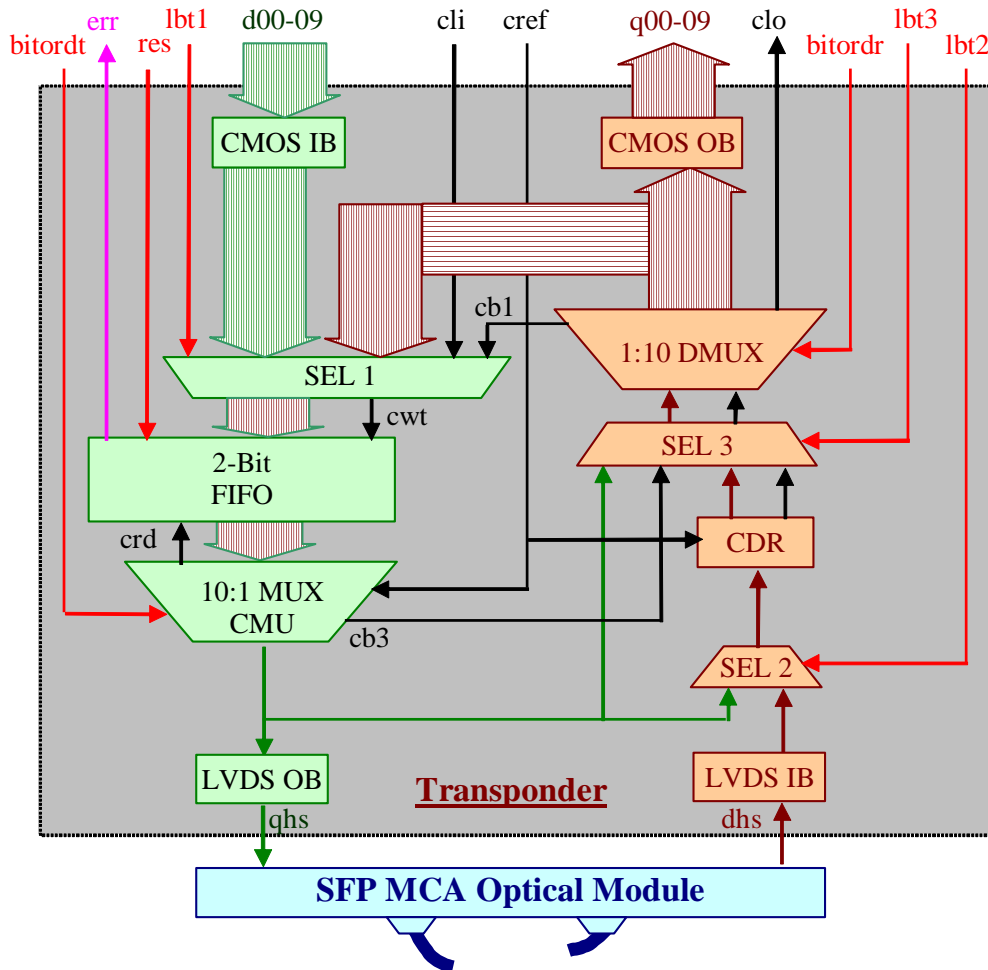 d00-09
q00-09
err
lbt1
cli
cref
clo
lbt3
bitordt
res
bitordr
lbt2
CMOS IB
CMOS OB
cb1
1:10 DMUX
SEL 1
cwt
SEL 3
2-Bit
FIFO
crd
CDR
10:1 MUX
CMU
cb3
SEL 2
LVDS OB
LVDS IB
Transponder
qhs
dhs
SFP MCA Optical Module